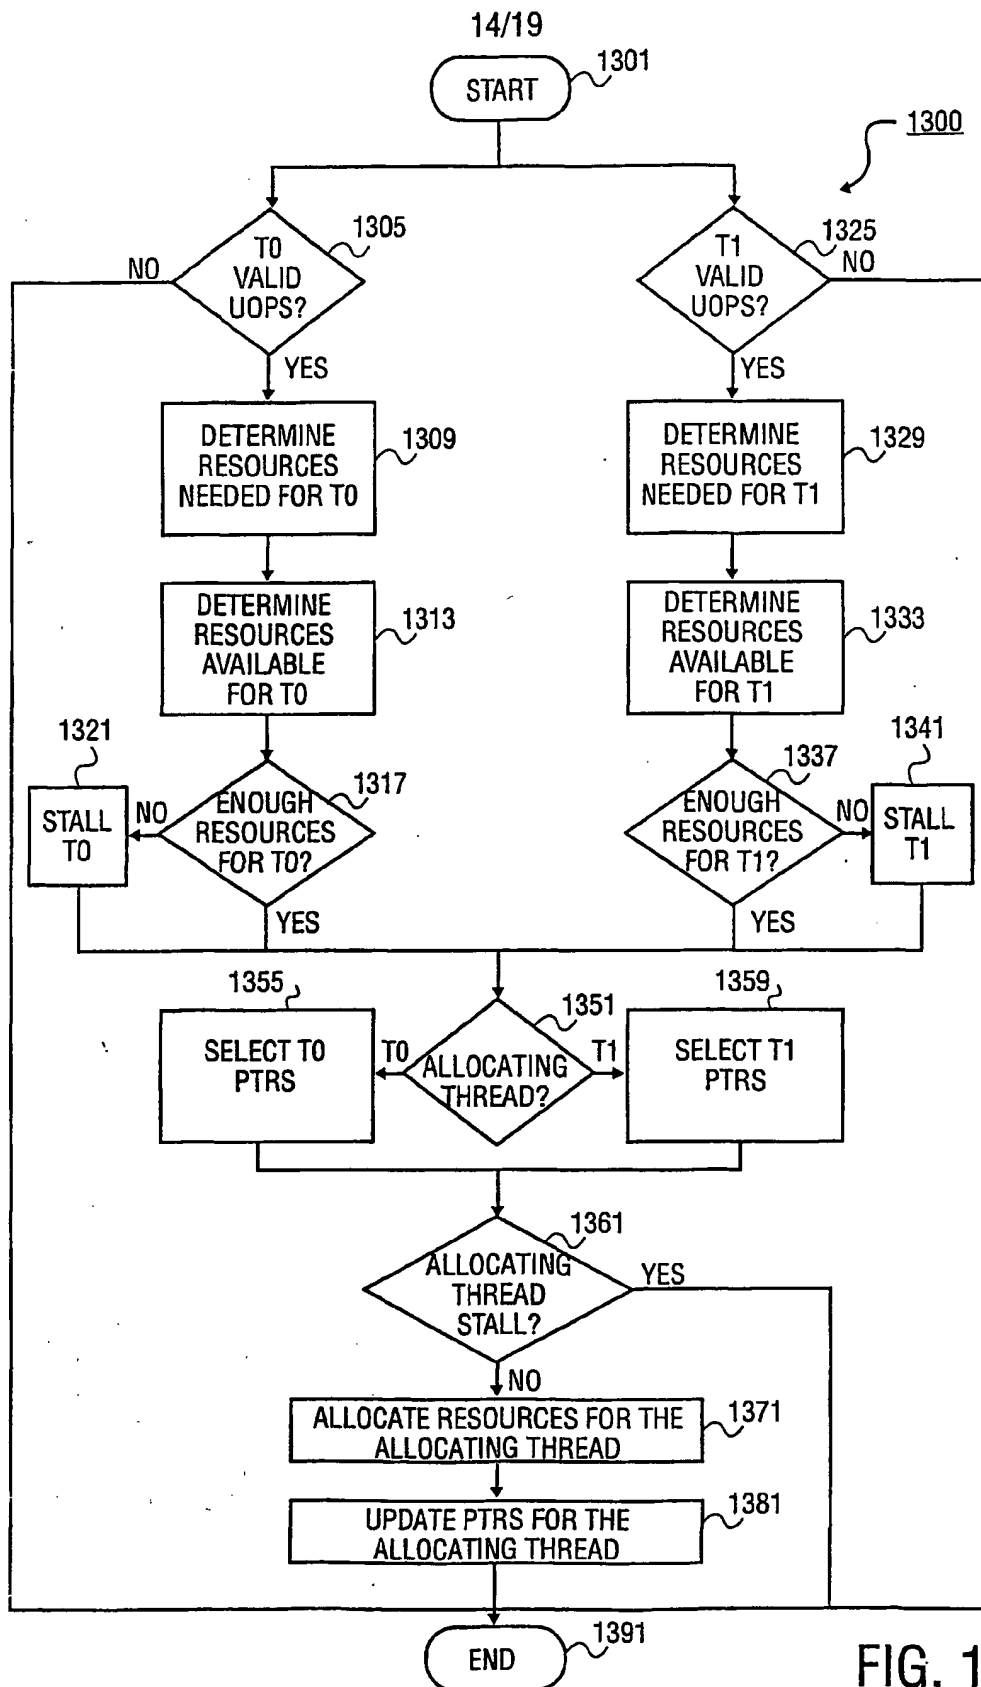 14/19
START
1301
1300
T0
VALID
UOPS?
1305
NO
YES
T1
VALID
UOPS?
1325
NO
YES
DETERMINE
RESOURCES
NEEDED FOR T0
1309
DETERMINE
RESOURCES
NEEDED FOR T1
1329
DETERMINE
RESOURCES
AVAILABLE
FOR T0
1313
DETERMINE
RESOURCES
AVAILABLE
FOR T1
1333
1321
STALL
T0
NO
ENOUGH
RESOURCES
FOR T0?
1317
YES
ENOUGH
RESOURCES
FOR T1?
1337
NO
YES
1341
STALL
T1
1355
SELECT T0
PTRS
T0
ALLOCATING
THREAD?
1351
T1
1359
SELECT T1
PTRS
ALLOCATING
THREAD
STALL?
1361
YES
NO
ALLOCATE RESOURCES FOR THE
ALLOCATING THREAD
1371
UPDATE PTRS FOR THE
ALLOCATING THREAD
1381
END
1391
FIG. 1